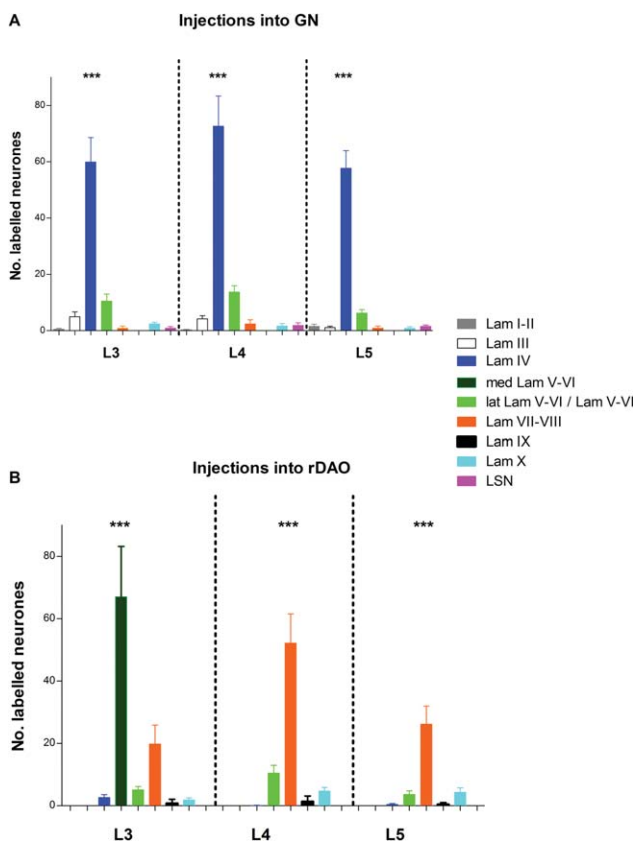 A
Injections into GN
*** *** ***
No. labelled neurones
80
60
40
20
0
L3 L4 L5
Lam I-II
Lam III
Lam IV
med Lam V-VI
lat Lam V-VI / Lam V-VI
Lam VII-VIII
Lam IX
Lam X
LSN
B
Injections into rDAO
*** *** ***
No. labelled neurones
80
60
40
20
0
L3 L4 L5